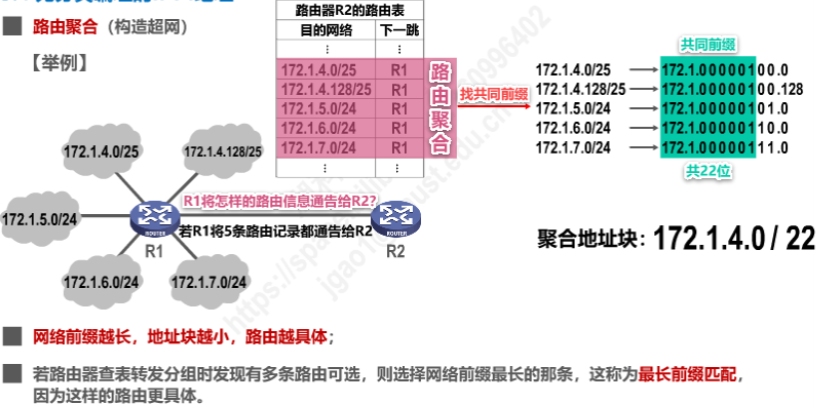 路由聚合（构造超网）
【举例】
路由器R2的路由表
目的网络 下一跳
⋮ ⋮
172.1.4.0/25 R1
172.1.4.128/25 R1
172.1.5.0/24 R1
172.1.6.0/24 R1
172.1.7.0/24 R1
⋮ ⋮
路由聚合
找共同前缀
共同前缀
172.1.4.0/25 172.1.00000100.0
172.1.4.128/25 172.1.00000100.128
172.1.5.0/24 172.1.00000101.0
172.1.6.0/24 172.1.00000110.0
172.1.7.0/24 172.1.00000111.0
共22位
172.1.4.0/25
172.1.4.128/25
172.1.5.0/24
172.1.6.0/24
172.1.7.0/24
R1将怎样的路由信息通告给R2?
若R1将5条路由记录都通告给R2
ROUTER
R1
ROUTER
R2
聚合地址块：172.1.4.0 / 22
网络前缀越长，地址块越小，路由越具体；
若路由器查表转发分组时发现有多条路由可选，则选择网络前缀最长的那条，这称为最长前缀匹配，
因为这样的路由更具体。